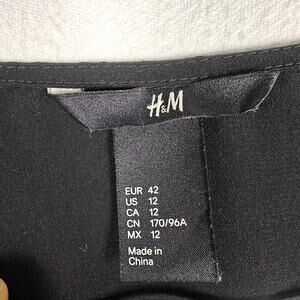 H&M
EUR 42
US 12
CA 12
CN 170/96A
MX 12
Made in
China